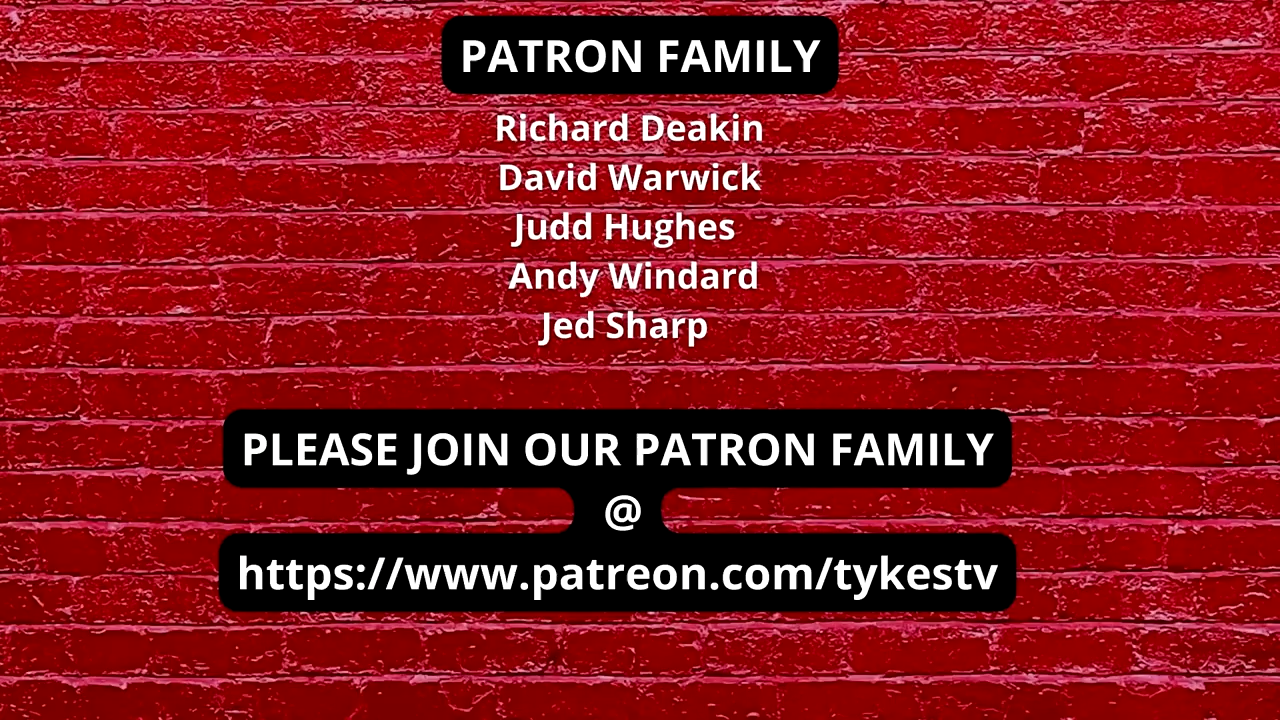 PATRON FAMILY
Richard Deakin
David Warwick
Judd Hughes
Andy Windard
Jed Sharp
PLEASE JOIN OUR PATRON FAMILY
@
https://www.patreon.com/tykestv